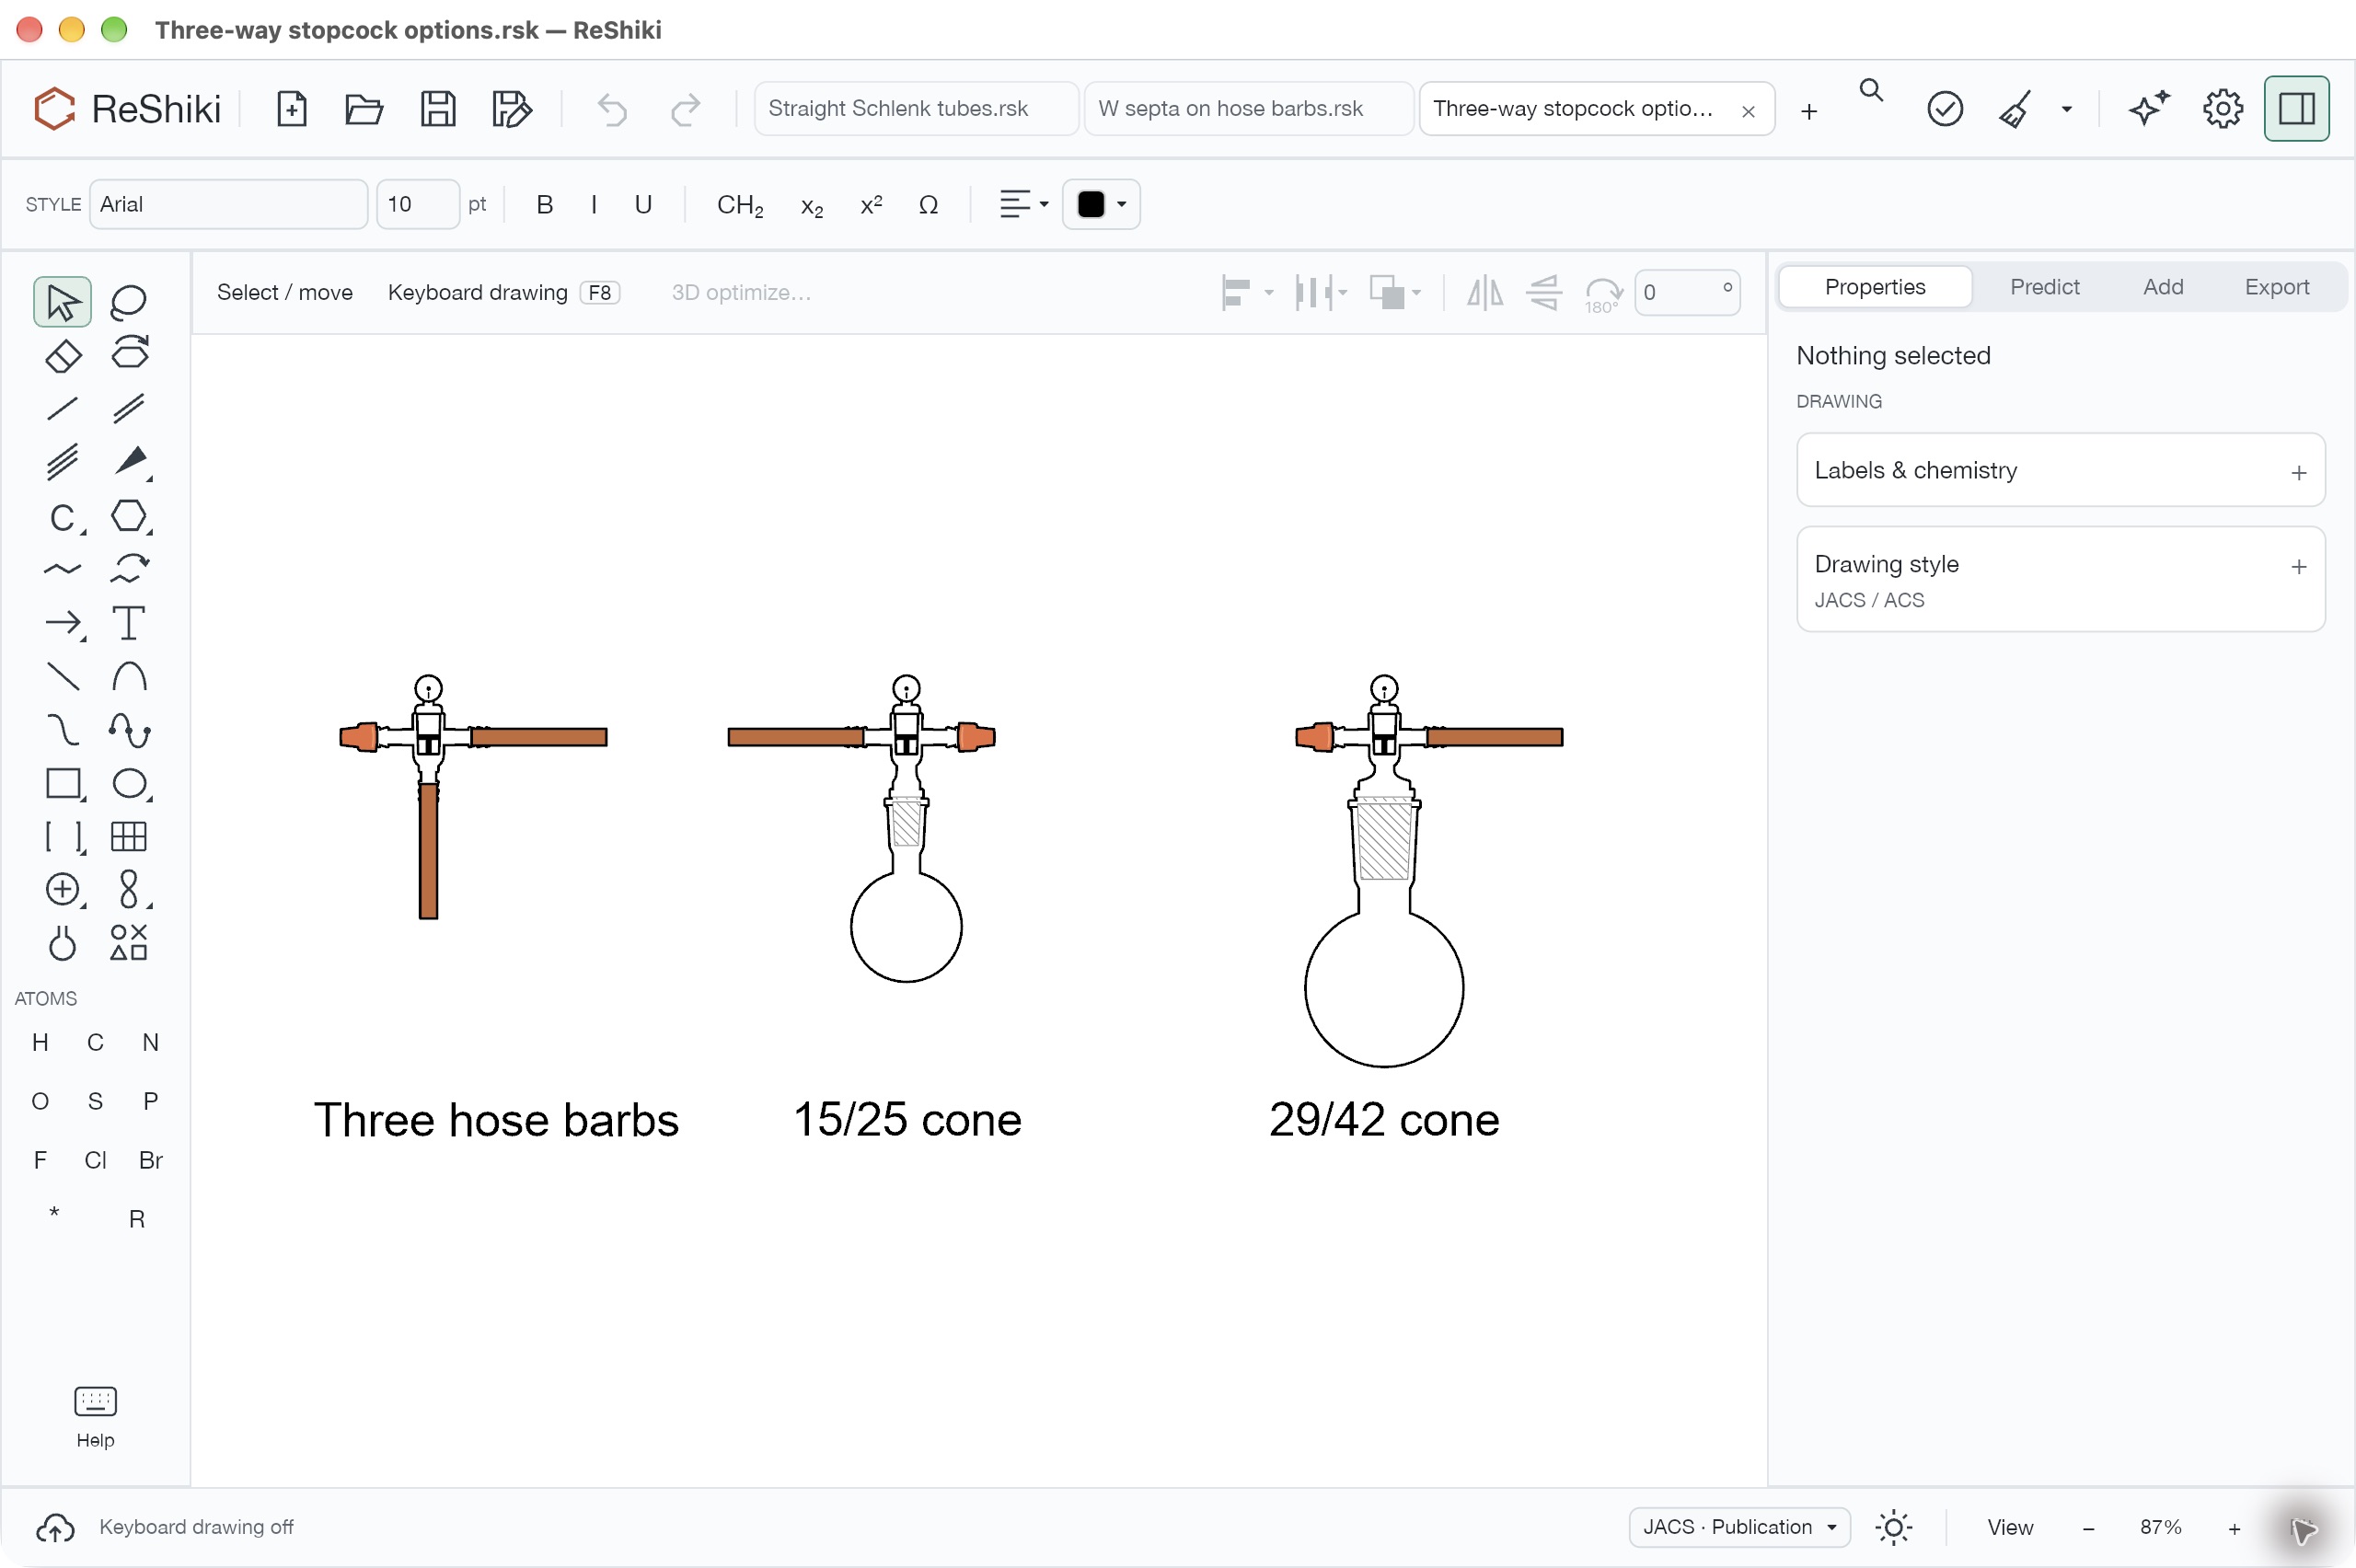 Three-way stopcock options.rsk — ReShiki
ReShiki
Straight Schlenk tubes.rsk
W septa on hose barbs.rsk
Three-way stopcock optio...
STYLE Arial 10 pt B I U CH₂ x₂ x² Ω
Select / move Keyboard drawing F8 3D optimize... 180° 0 °
Properties Predict Add Export
Nothing selected
DRAWING
Labels & chemistry +
Drawing style +
JACS / ACS
C
T
ATOMS
H C N
O S P
F Cl Br
* R
Help
Three hose barbs 15/25 cone 29/42 cone
Keyboard drawing off
JACS · Publication View − 87% +